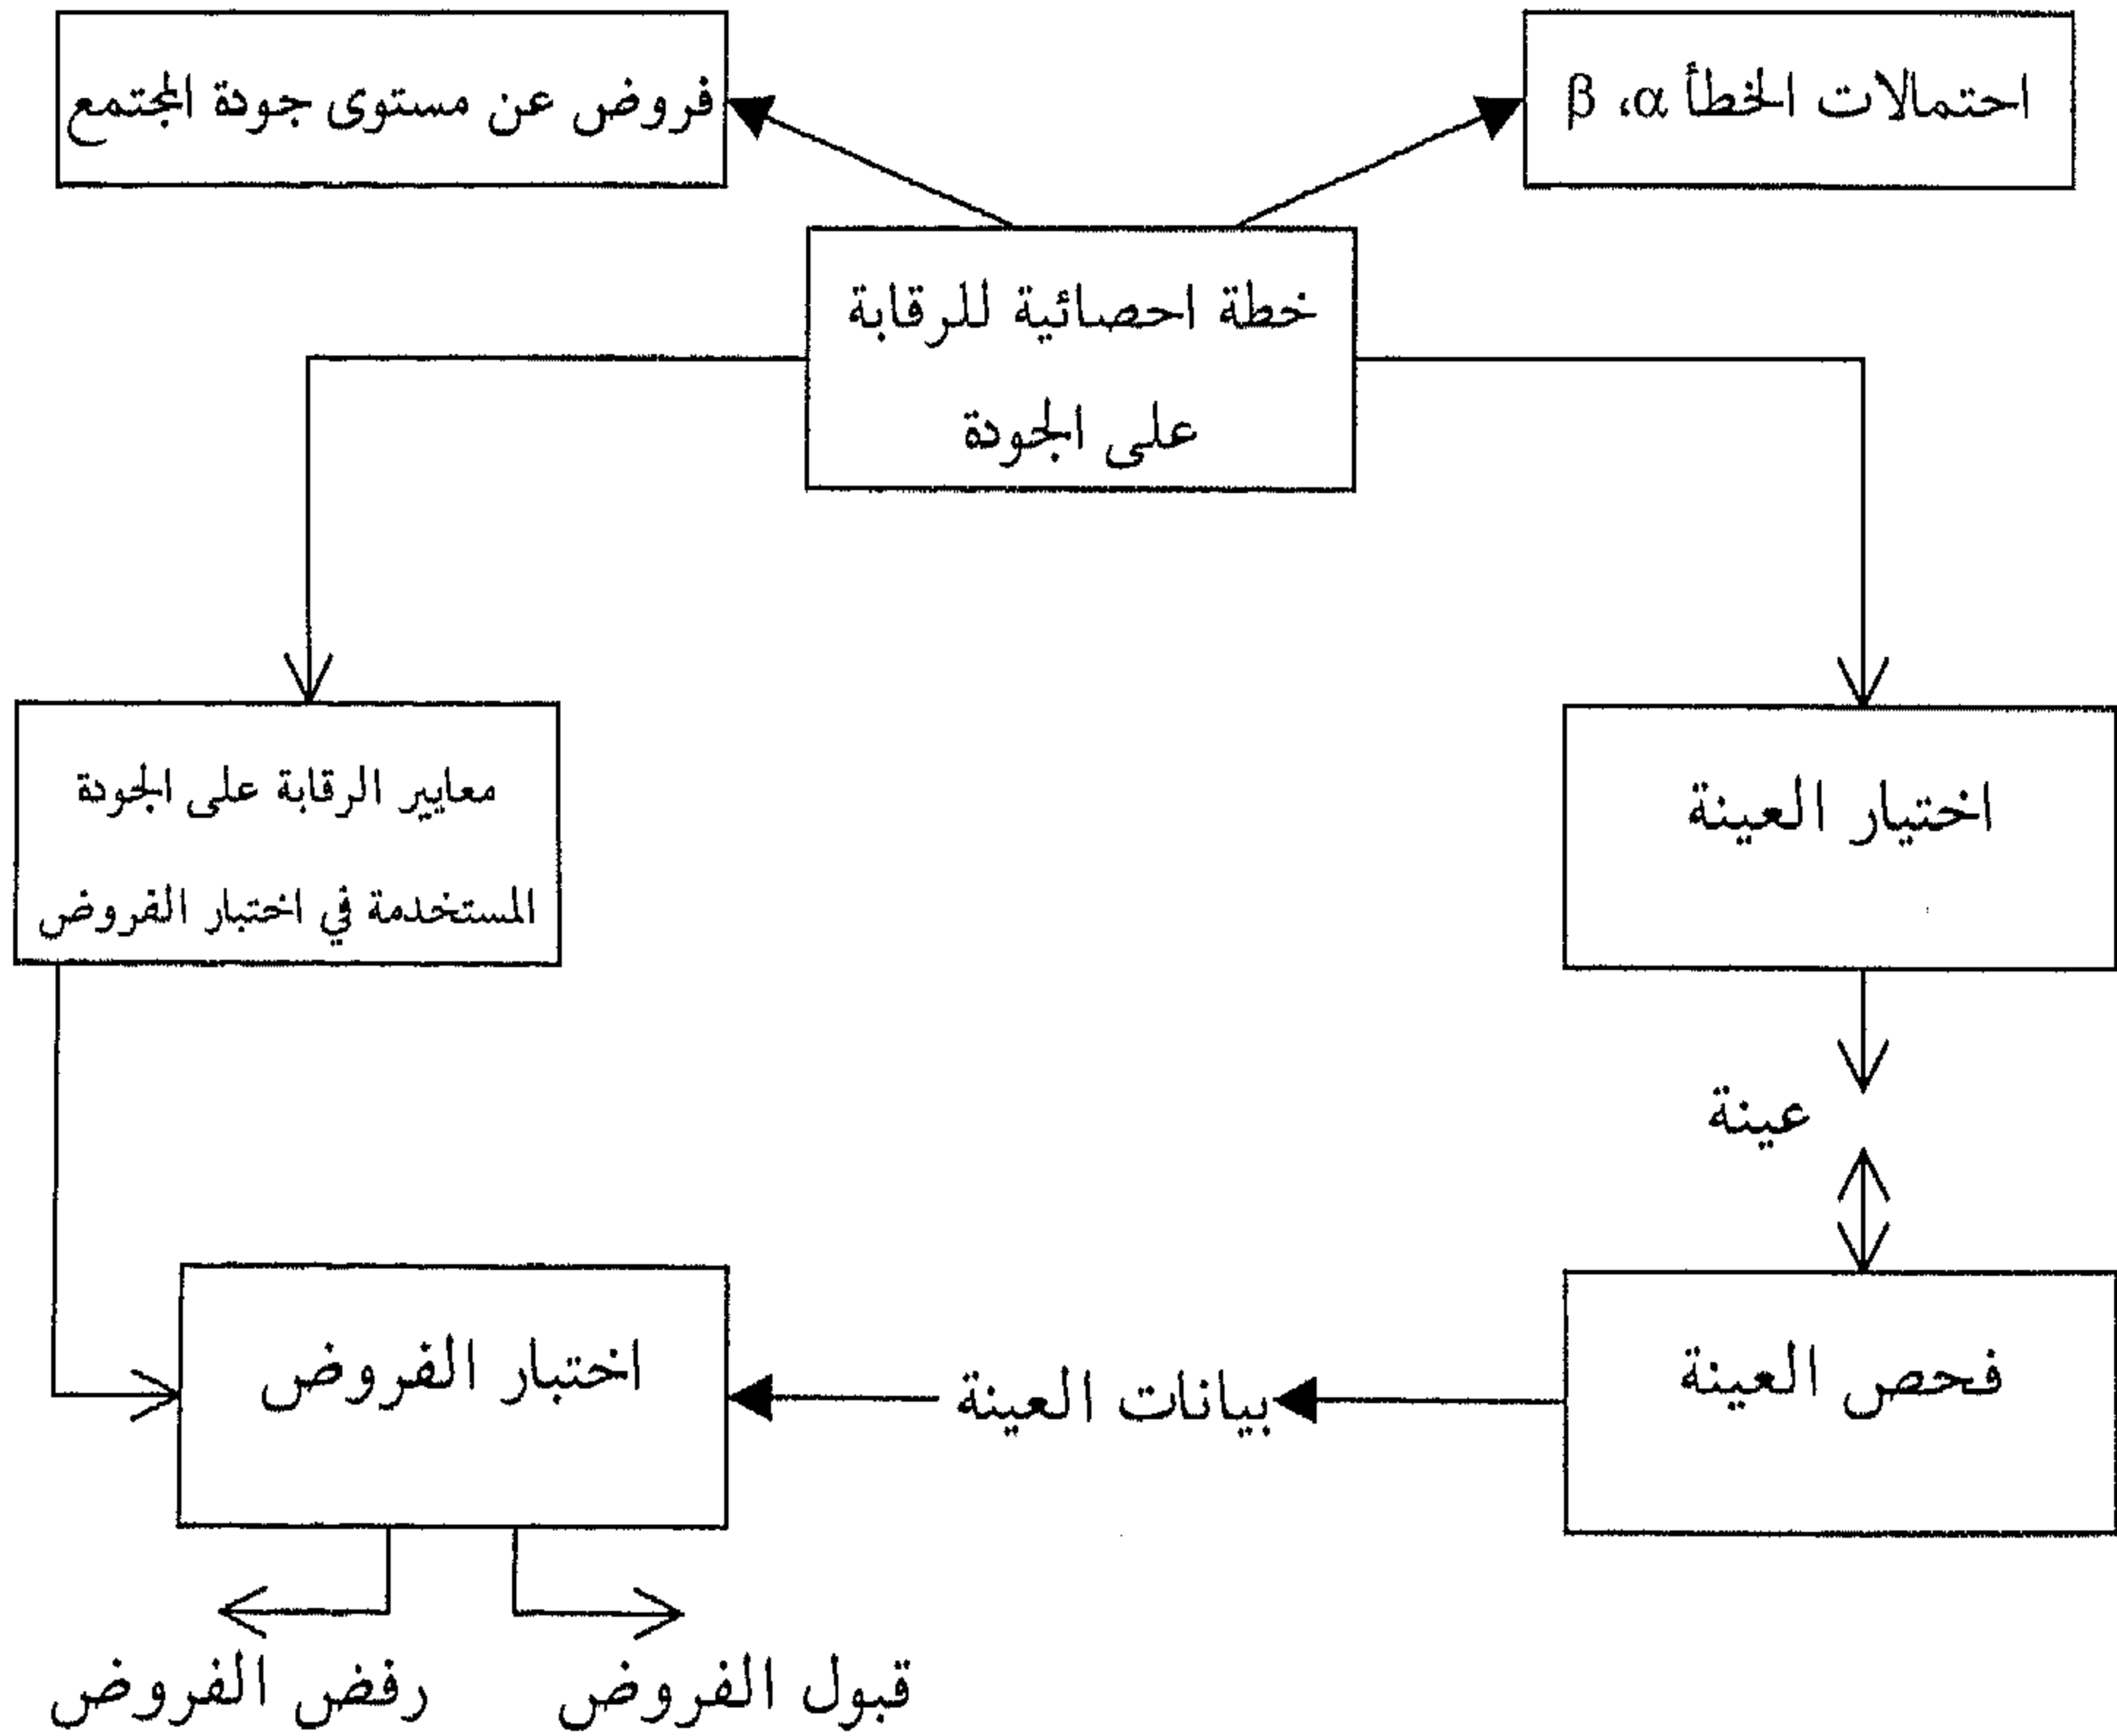 احتمالات الخطأ α، β
فروض عن مستوى جودة المجتمع
خطة احصائية للرقابة
على الجودة
اختيار العينة
معايير الرقابة على الجودة
المستخدمة في اختبار الفروض
عينة
فحص العينة
بيانات العينة
اختبار الفروض
قبول الفروض
رفض الفروض